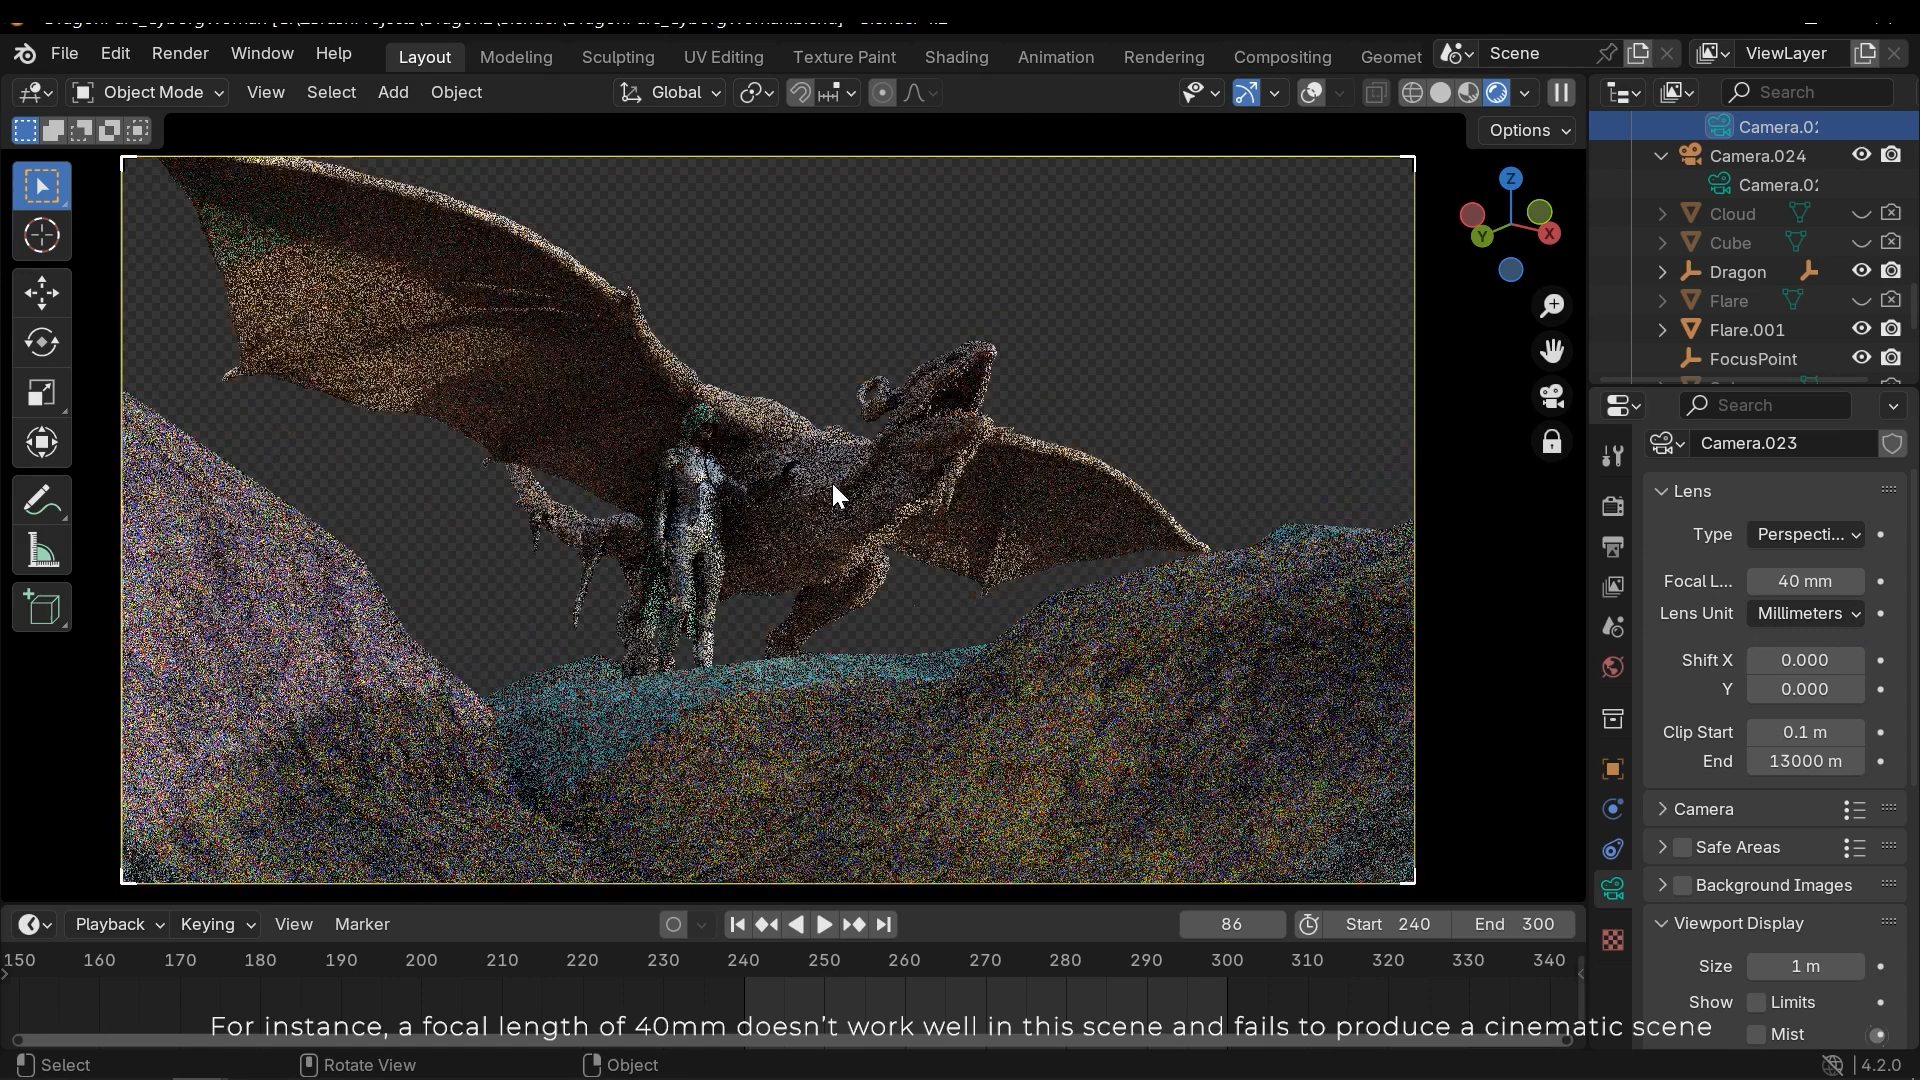 File Edit Render Window Help Layout Modeling Sculpting UV Editing Texture Paint Shading Animation Rendering Compositing Geomet Scene ViewLayer
Object Mode View Select Add Object Global Search
Options
Camera.02
Camera.024
Camera.02
Cloud
Cube
Dragon
Flare
Flare.001
FocusPoint
Z
Y
X
Search
Camera.023
Lens
Type Perspecti...
Focal L... 40 mm
Lens Unit Millimeters
Shift X 0.000
Y 0.000
Clip Start 0.1 m
End 13000 m
Camera
Safe Areas
Background Images
Viewport Display
Size 1 m
Show Limits
Mist
Playback Keying View Marker 86 Start 240 End 300
150 160 170 180 190 200 210 220 230 240 250 260 270 280 290 300 310 320 330 340
For instance, a focal length of 40mm doesn't work well in this scene and fails to produce a cinematic scene
Select Rotate View Object 4.2.0